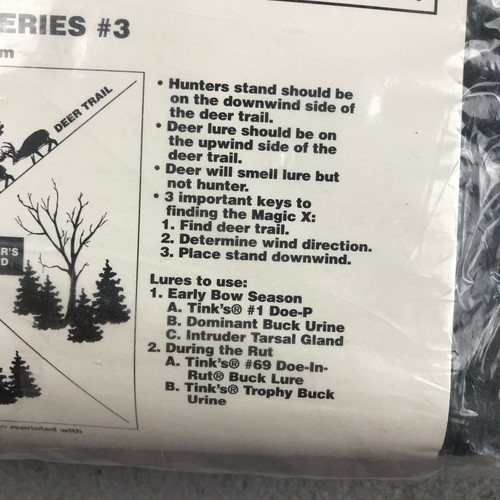 ERIES #3
m
DEER TRAIL
• Hunters stand should be
on the downwind side of
the deer trail.
• Deer lure should be on
the upwind side of the
deer trail.
• Deer will smell lure but
not hunter.
• 3 important keys to
finding the Magic X:
1. Find deer trail.
2. Determine wind direction.
3. Place stand downwind.
R'S
D
Lures to use:
1. Early Bow Season
A. Tink's® #1 Doe-P
B. Dominant Buck Urine
C. Intruder Tarsal Gland
2. During the Rut
A. Tink's® #69 Doe-In-
Rut® Buck Lure
B. Tink's® Trophy Buck
Urine
with